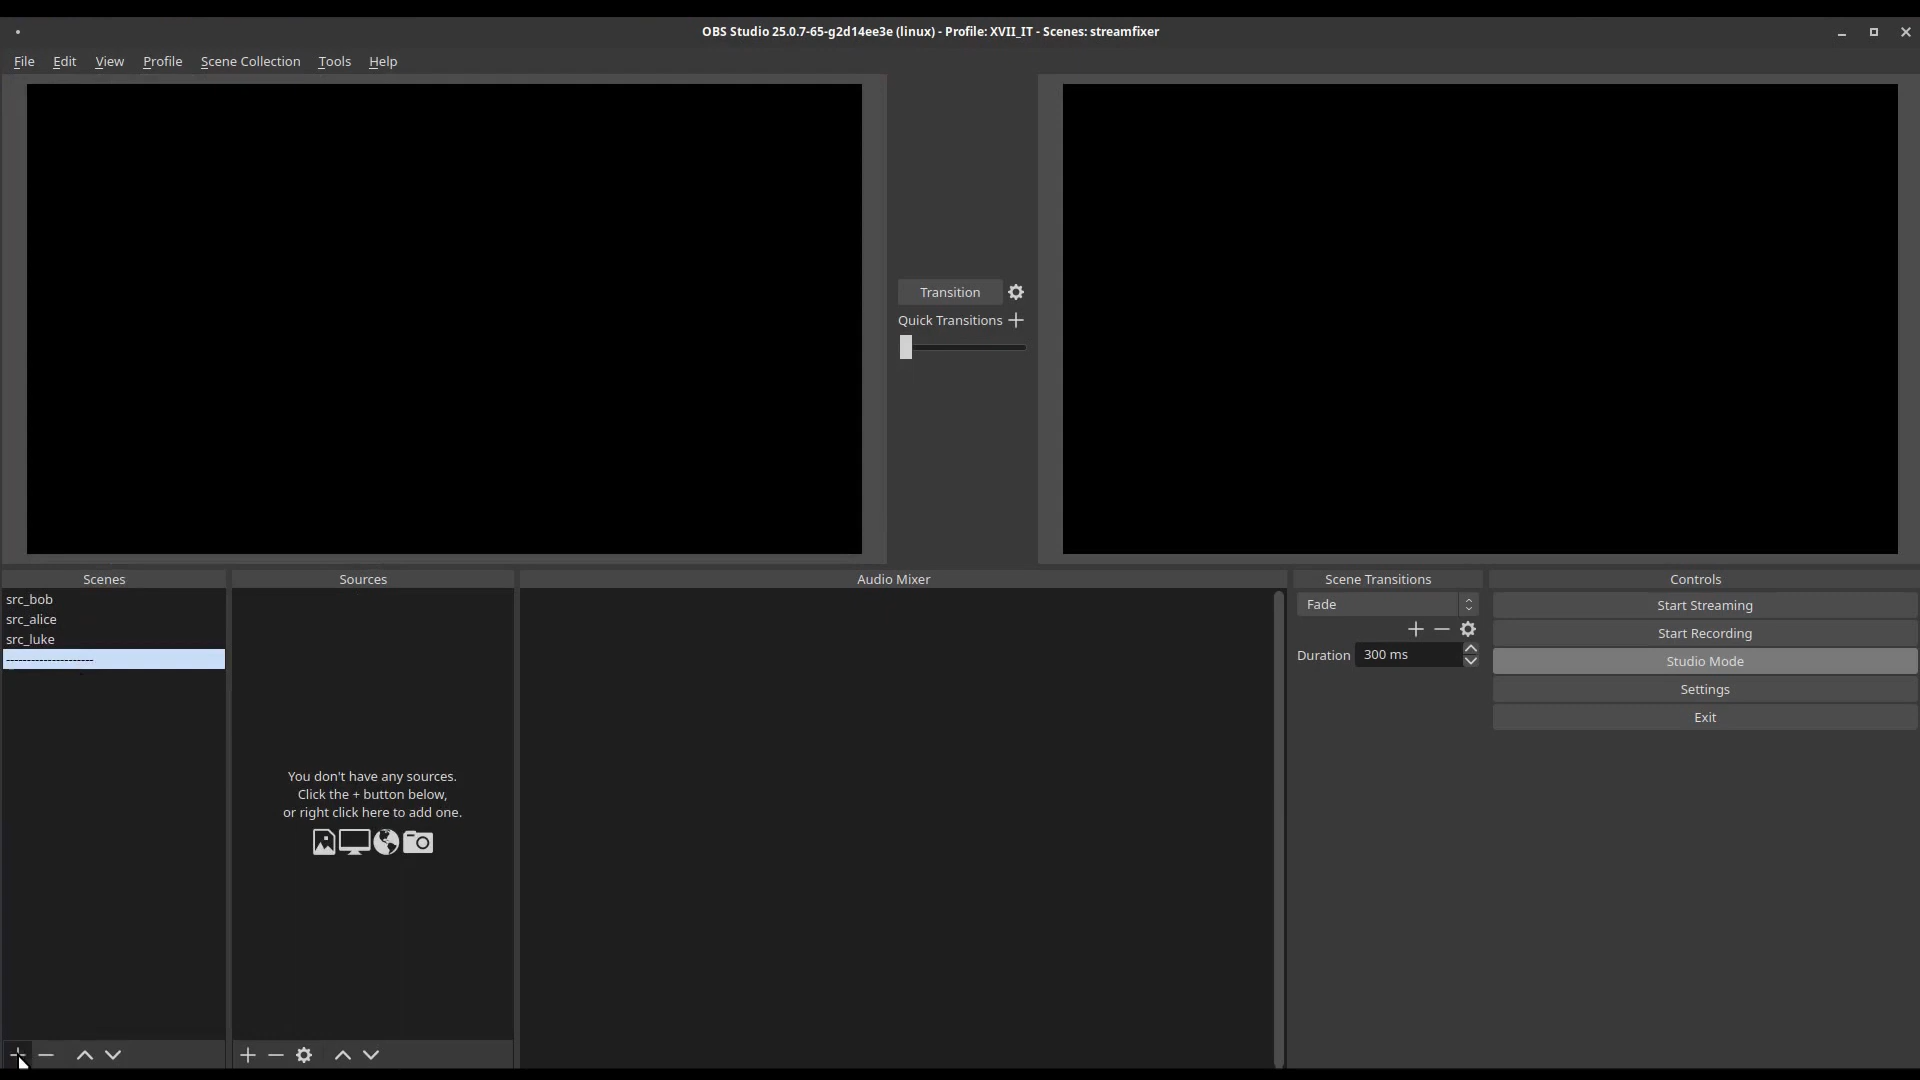 OBS Studio 25.0.7-65-g2d14ee3e (linux) - Profile: XVII_IT - Scenes: streamfixer
File Edit View Profile Scene Collection Tools Help
Transition
Quick Transitions
Scenes
src_bob
src_alice
src_luke
---------------------
Sources
You don't have any sources.
Click the + button below,
or right click here to add one.
Audio Mixer
Scene Transitions
Fade
Duration 300 ms
Controls
Start Streaming
Start Recording
Studio Mode
Settings
Exit